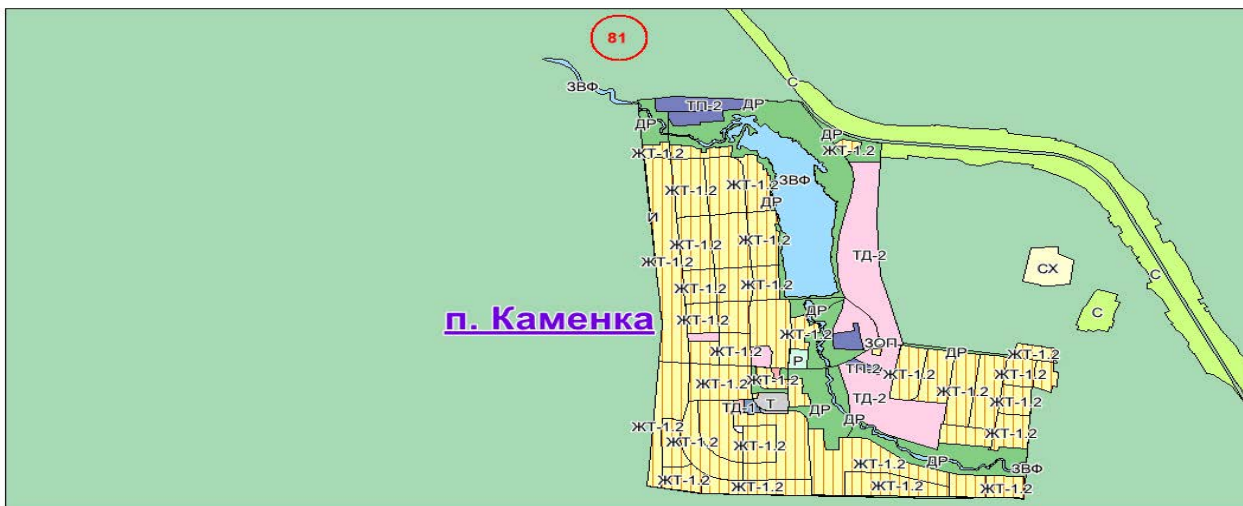 81
С
ЗВФ
ТП-2 ДР
ДР
ДР
ЖТ-1.2
ЖТ-1.2
ЖТ-1.2
ЖТ-1.2
ЗВФ
ДР
И
ЖТ-1.2
ЖТ-1.2
ТД-2
ЖТ-1.2
СХ
С
ЖТ-1.2
ЖТ-1.2
С
п. Каменка
ЖТ-1.2
ДР
ЖТ-1.2
ЗОП
ЖТ-1.2
Р
ДР
ЖТ-1.2
ТП-2
ЖТ-1.2
ЖТ-1.2
ЖТ-1.2
ЖТ-1.2
ТД-2
ЖТ-1.2
ТД-1
Т
ДР
ДР
ЖТ-1.2
ЖТ-1.2
ЖТ-1.2
ЖТ-1.2
ЖТ-1.2
ДР
ЗВФ
ЖТ-1.2
ЖТ-1.2
ЖТ-1.2
ЖТ-1.2
ЖТ-1.2